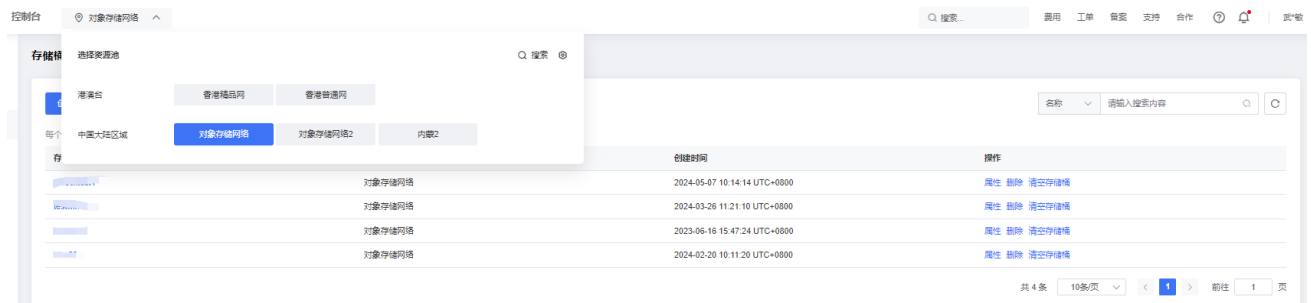 控制台 对象存储网络 搜索... 费用 工单 备案 支持 合作 武*敏
存储桶 选择资源池 搜索
港澳台 香港精品网 香港普通网 名称 请输入搜索内容
每个 中国大陆区域 对象存储网络 对象存储网络2 内蒙2
存 创建时间 操作
对象存储网络 2024-05-07 10:14:14 UTC+0800 属性 删除 清空存储桶
对象存储网络 2024-03-26 11:21:10 UTC+0800 属性 删除 清空存储桶
对象存储网络 2023-06-16 15:47:24 UTC+0800 属性 删除 清空存储桶
对象存储网络 2024-02-20 10:11:20 UTC+0800 属性 删除 清空存储桶
共 4 条 10条/页 < 1 > 前往 1 页